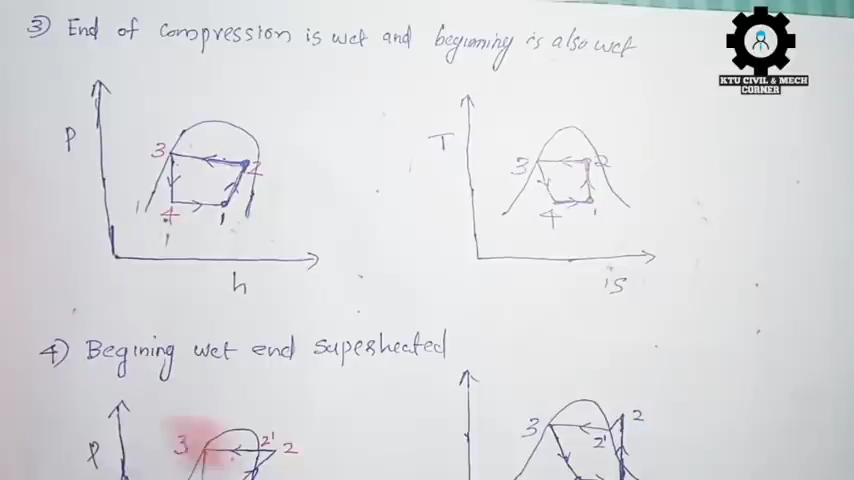 3) End of compression is wet and beginning is also wet
KTU CIVIL & MECH
CORNER
P
3
2
4
1
h
T
3
2
4
1
s
4) Begining wet end superheated
P
3
2'
2
3
2'
2